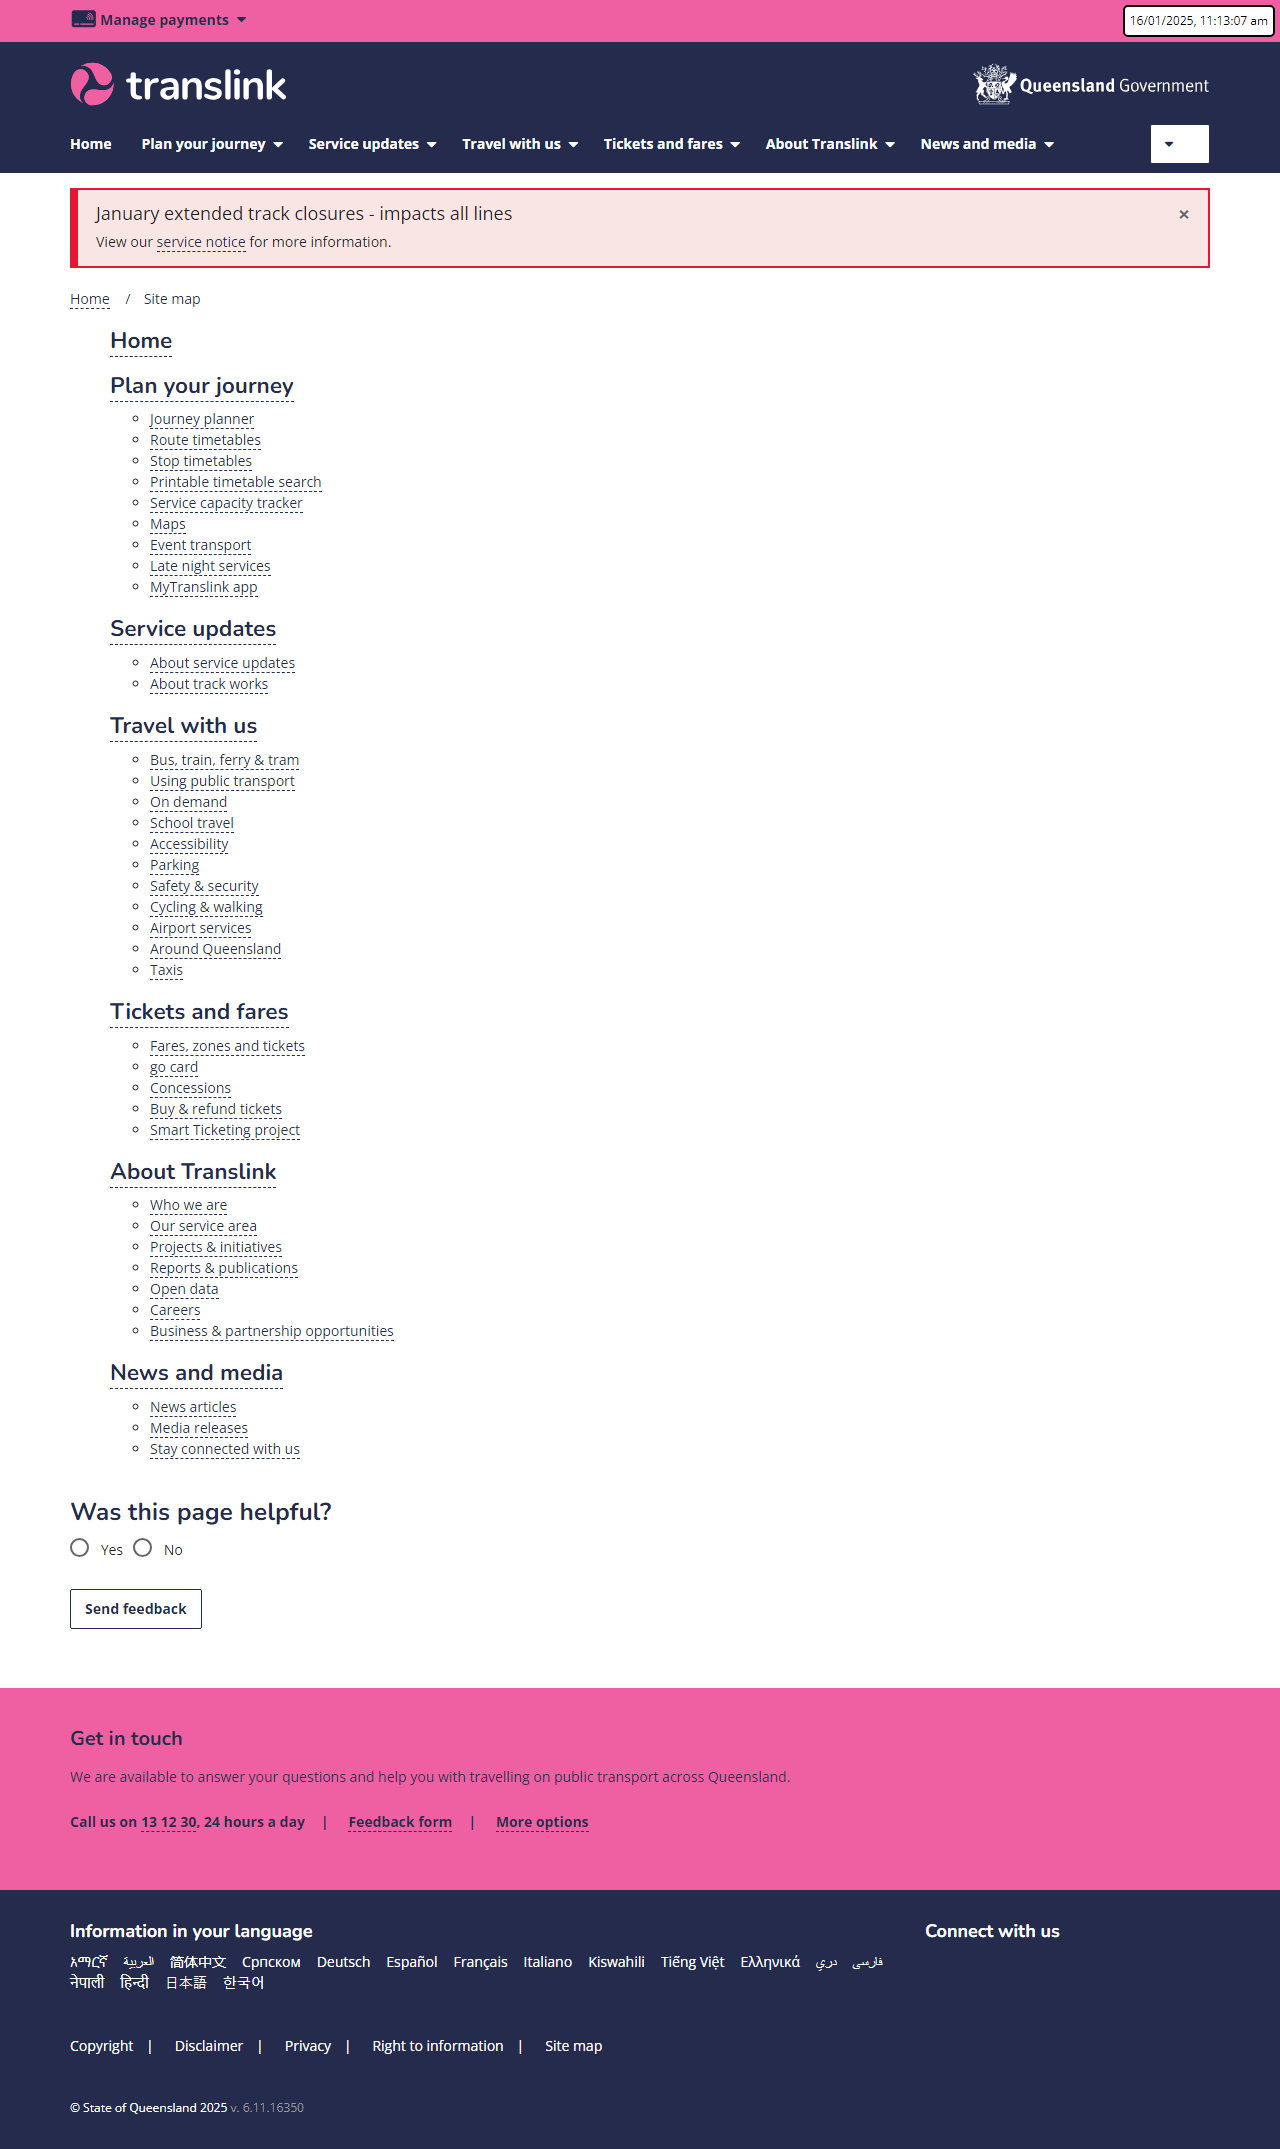 Manage payments
16/01/2025, 11:13:07 am
translink
Queensland Government
Home Plan your journey Service updates Travel with us Tickets and fares About Translink News and media
January extended track closures - impacts all lines
×
View our service notice for more information.
Home / Site map
Home
Plan your journey
Journey planner
Route timetables
Stop timetables
Printable timetable search
Service capacity tracker
Maps
Event transport
Late night services
MyTranslink app
Service updates
About service updates
About track works
Travel with us
Bus, train, ferry & tram
Using public transport
On demand
School travel
Accessibility
Parking
Safety & security
Cycling & walking
Airport services
Around Queensland
Taxis
Tickets and fares
Fares, zones and tickets
go card
Concessions
Buy & refund tickets
Smart Ticketing project
About Translink
Who we are
Our service area
Projects & initiatives
Reports & publications
Open data
Careers
Business & partnership opportunities
News and media
News articles
Media releases
Stay connected with us
Was this page helpful?
Yes No
Send feedback
Get in touch
We are available to answer your questions and help you with travelling on public transport across Queensland.
Call us on 13 12 30, 24 hours a day | Feedback form | More options
Information in your language
Connect with us
አማርኛ العربية 简体中文 Српском Deutsch Español Français Italiano Kiswahili Tiếng Việt Ελληνικά دري فارسی
नेपाली हिन्दी 日本語 한국어
Copyright | Disclaimer | Privacy | Right to information | Site map
© State of Queensland 2025 v. 6.11.16350